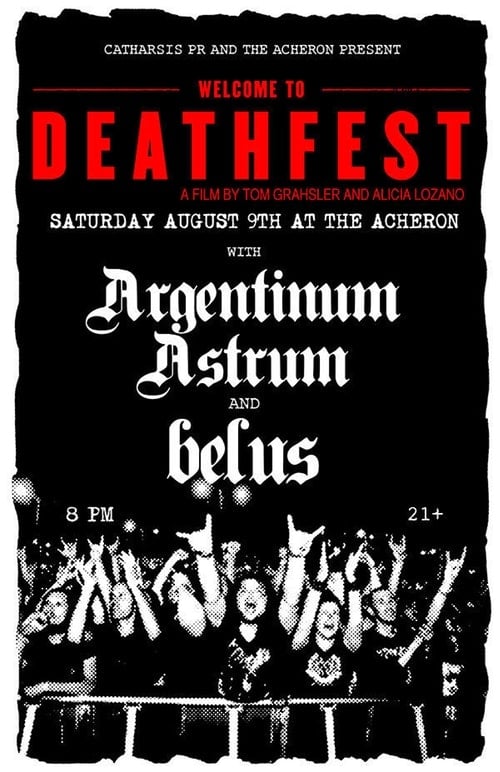 CATHARSIS PR AND THE ACHERON PRESENT
WELCOME TO
DEATHFEST
A FILM BY TOM GRAHSLER AND ALICIA LOZANO
SATURDAY AUGUST 9TH AT THE ACHERON
WITH
Argentinum
Astrum
AND
belus
8 PM
21+